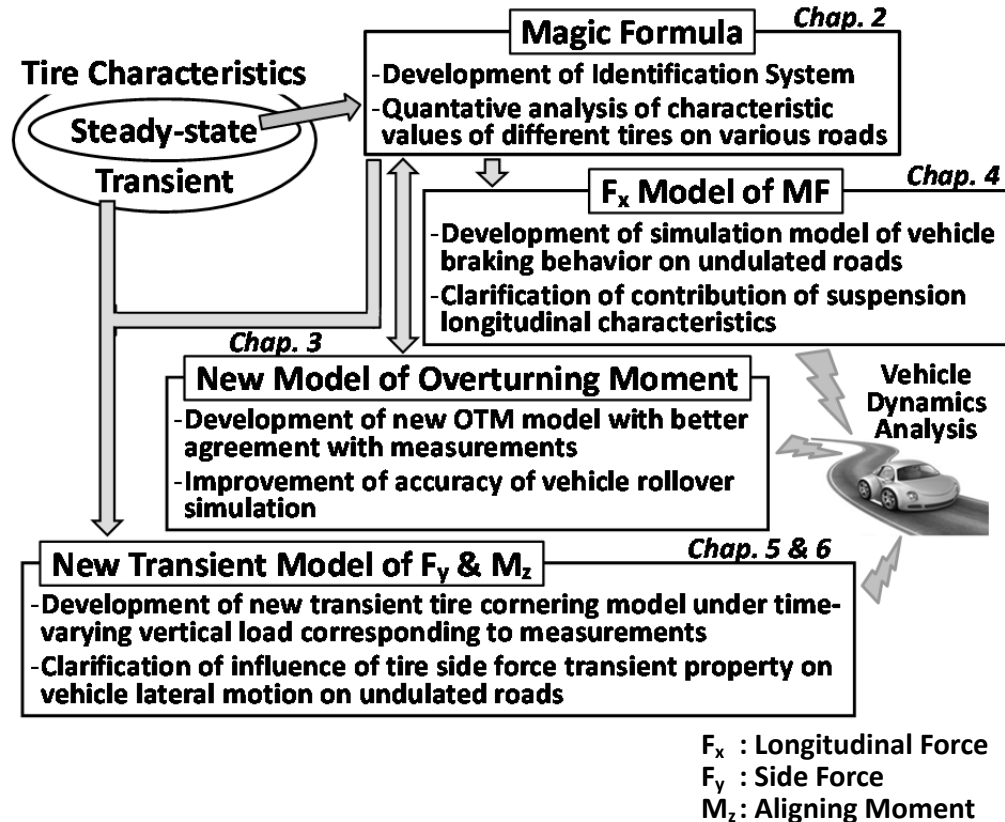 Chap. 2
Magic Formula
-Development of Identification System
-Quantative analysis of characteristic
values of different tires on various roads
Tire Characteristics
Steady-state
Transient
Chap. 4
Fx Model of MF
-Development of simulation model of vehicle
braking behavior on undulated roads
-Clarification of contribution of suspension
longitudinal characteristics
Chap. 3
New Model of Overturning Moment
-Development of new OTM model with better
agreement with measurements
-Improvement of accuracy of vehicle rollover
simulation
Vehicle
Dynamics
Analysis
Chap. 5 & 6
New Transient Model of Fy & Mz
-Development of new transient tire cornering model under time-
varying vertical load corresponding to measurements
-Clarification of influence of tire side force transient property on
vehicle lateral motion on undulated roads
Fx : Longitudinal Force
Fy : Side Force
Mz: Aligning Moment